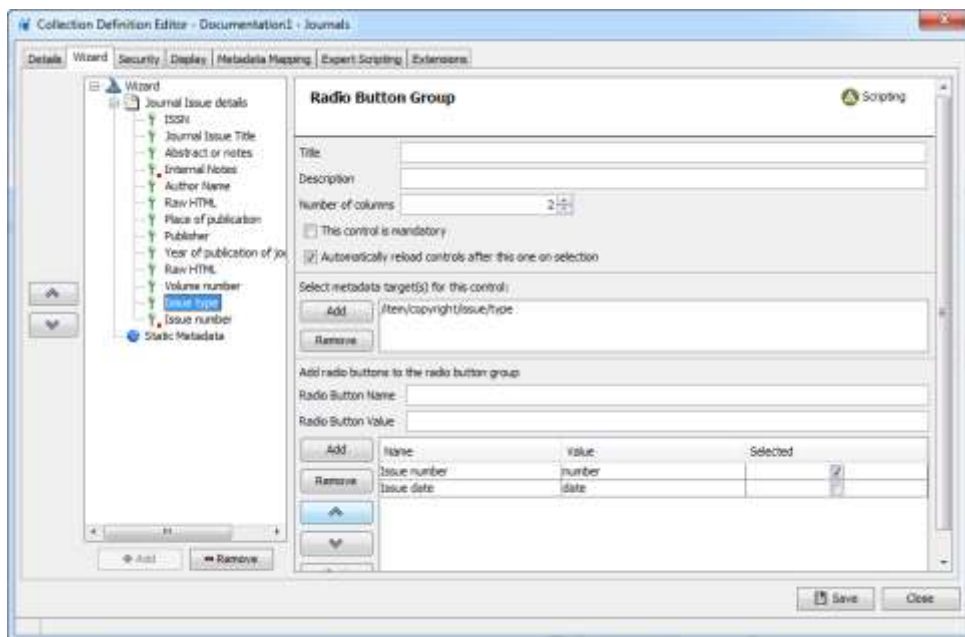 Collection Definition Editor - Documentation1 - Journals
Details Wizard Security Display Metadata Mapping Expert Scripting Extensions
Wizard
Journal Issue details
ISSN
Journal Issue Title
Abstract or notes
Internal Notes
Author Name
Raw HTML
Place of publication
Publisher
Year of publication of jou
Raw HTML
Volume number
Issue type
Issue number
Static Metadata
Add Remove
Radio Button Group
Scripting
Title
Description
Number of columns 2
This control is mandatory
Automatically reload controls after this one on selection
Select metadata target(s) for this control:
Add /item/copyright/issue/type
Remove
Add radio buttons to the radio button group
Radio Button Name
Radio Button Value
Add Name Value Selected
Remove
Issue number number
Issue date date
Save Close